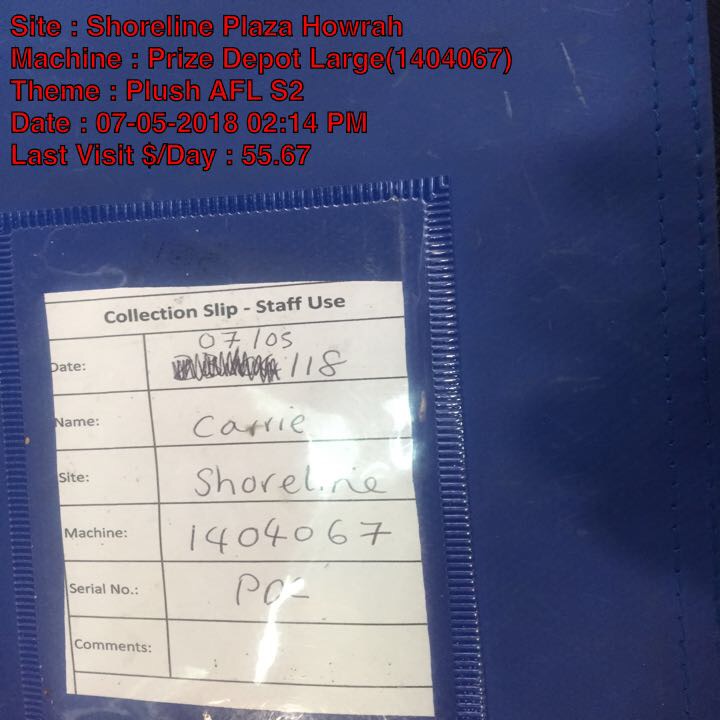 Site : Shoreline Plaza Howrah
Machine : Prize Depot Large(1404067)
Theme : Plush AFL S2
Date : 07-05-2018 02:14 PM
Last Visit $/Day : 55.67
Collection Slip - Staff Use
Date: 07/05
/18
Name: Carrie
Site: Shoreline
Machine: 1404067
Serial No.:
Comments: